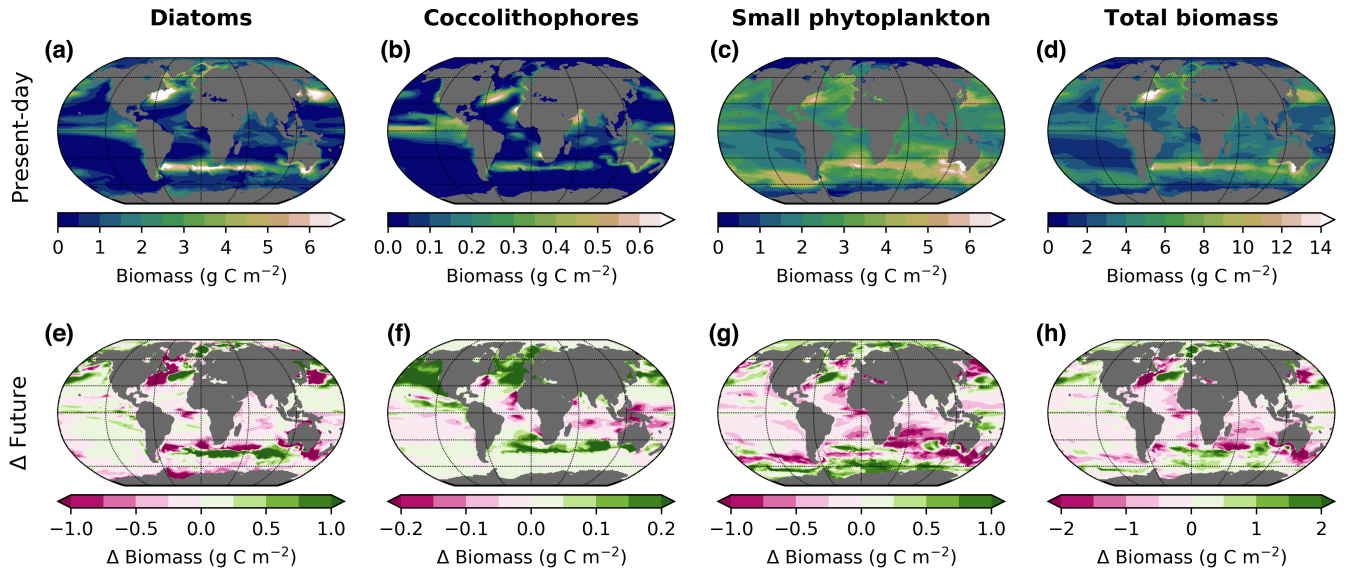 Diatoms Coccolithophores Small phytoplankton Total biomass
(a) (b) (c) (d)
Present-day
0 1 2 3 4 5 6 0.0 0.1 0.2 0.3 0.4 0.5 0.6 0 1 2 3 4 5 6 0 2 4 6 8 10 12 14
Biomass (g C m⁻²) Biomass (g C m⁻²) Biomass (g C m⁻²) Biomass (g C m⁻²)
(e) (f) (g) (h)
Δ Future
−1.0 −0.5 0.0 0.5 1.0 −0.2 −0.1 0.0 0.1 0.2 −1.0 −0.5 0.0 0.5 1.0 −2 −1 0 1 2
Δ Biomass (g C m⁻²) Δ Biomass (g C m⁻²) Δ Biomass (g C m⁻²) Δ Biomass (g C m⁻²)